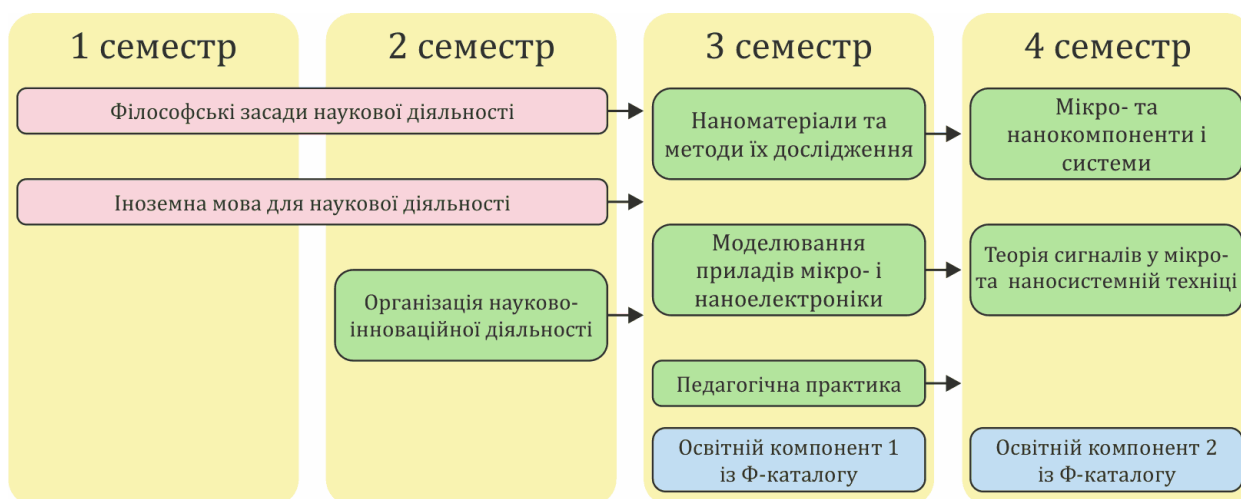 1 семестр
2 семестр
3 семестр
4 семестр
Філософські засади наукової діяльності
Іноземна мова для наукової діяльності
Організація науково-
інноваційної діяльності
Наноматеріали та
методи їх дослідження
Моделювання
приладів мікро- і
наноелектроніки
Педагогічна практика
Освітній компонент 1
із Ф-каталогу
Мікро- та
нанокомпоненти і
системи
Теорія сигналів у мікро-
та наносистемній техніці
Освітній компонент 2
із Ф-каталогу